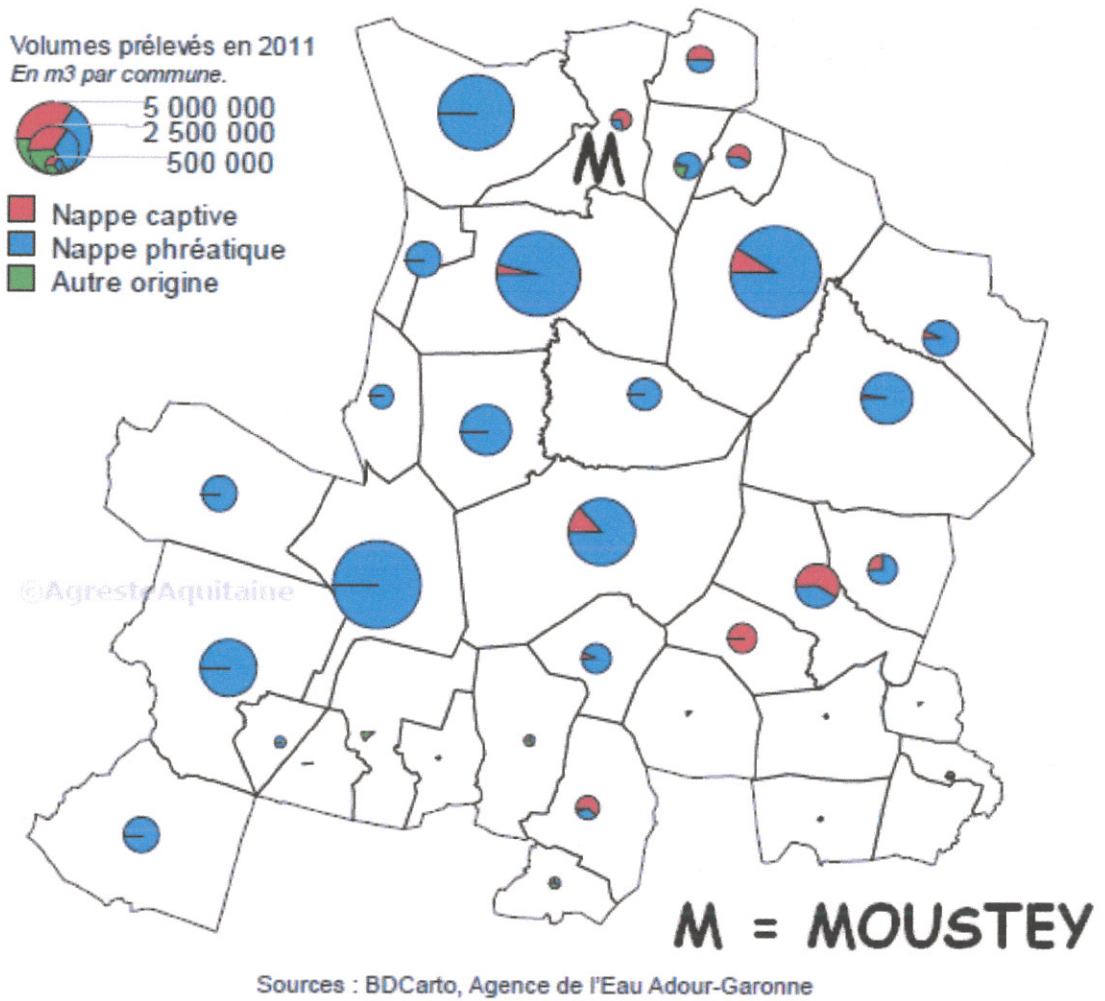 Volumes prélevés en 2011
En m3 par commune.
5 000 000
2 500 000
500 000
Nappe captive
Nappe phréatique
Autre origine
M
©AgresteAquitaine
M = MOUSTEY
Sources : BDCarto, Agence de l'Eau Adour-Garonne